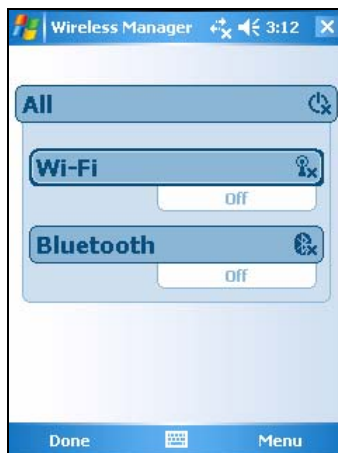 Wireless Manager 3:12
All
Wi-Fi
Off
Bluetooth
Off
Done Menu